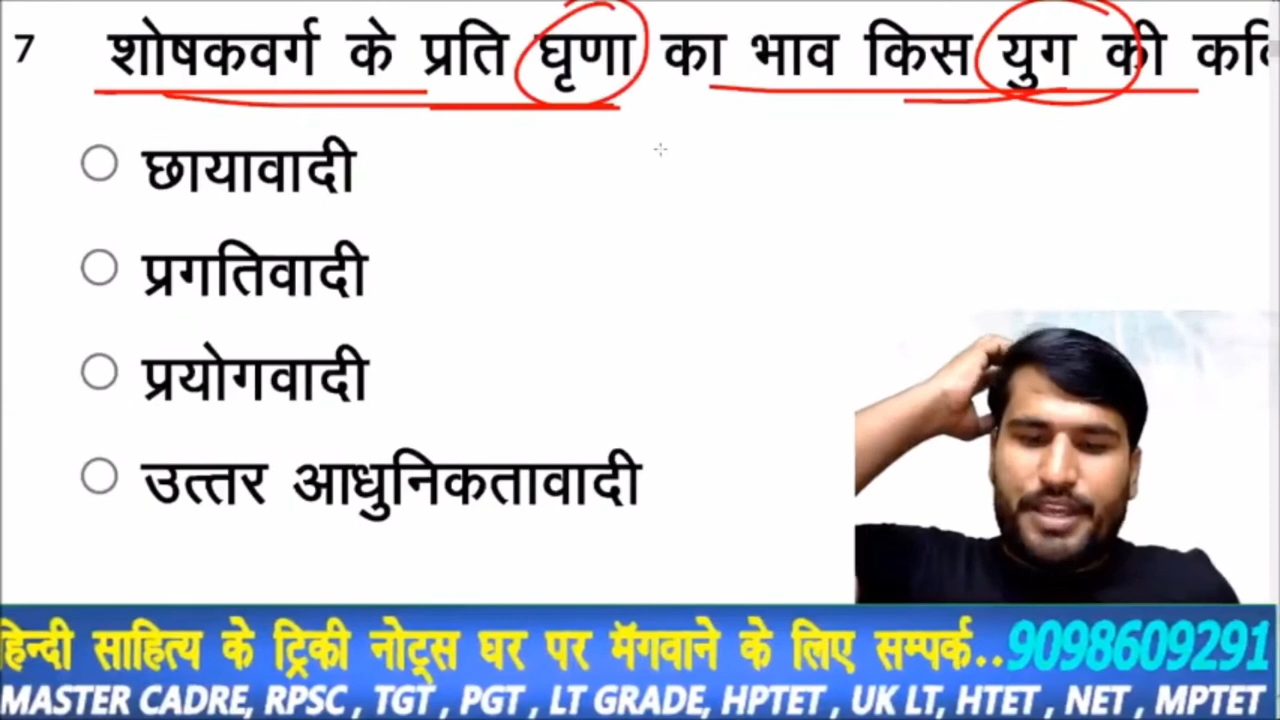 7 शोषकवर्ग के प्रति घृणा का भाव किस युग की
छायावादी
प्रगतिवादी
प्रयोगवादी
उत्तर आधुनिकतावादी
हिन्दी साहित्य के ट्रिकी नोट्स घर पर मँगवाने के लिए सम्पर्क..9098609291
MASTER CADRE, RPSC , TGT , PGT , LT GRADE, HPTET , UK LT, HTET , NET , MPTET